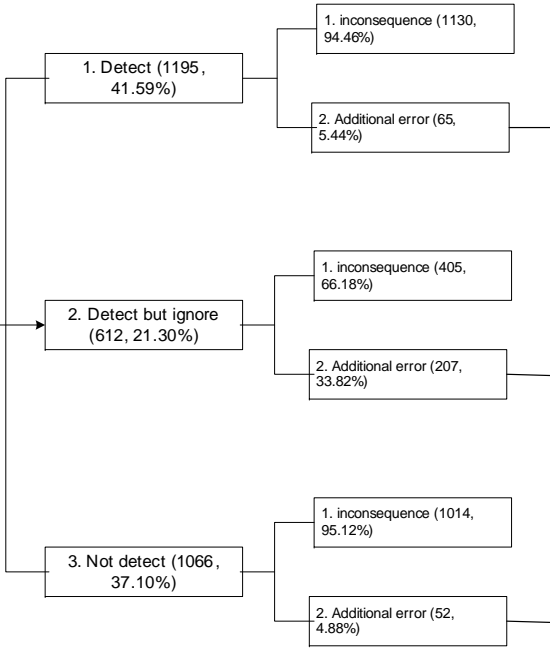 1. inconsequence (1130,
94.46%)
1. Detect (1195,
41.59%)
2. Additional error (65,
5.44%)
1. inconsequence (405,
66.18%)
2. Detect but ignore
(612, 21.30%)
2. Additional error (207,
33.82%)
1. inconsequence (1014,
95.12%)
3. Not detect (1066,
37.10%)
2. Additional error (52,
4.88%)